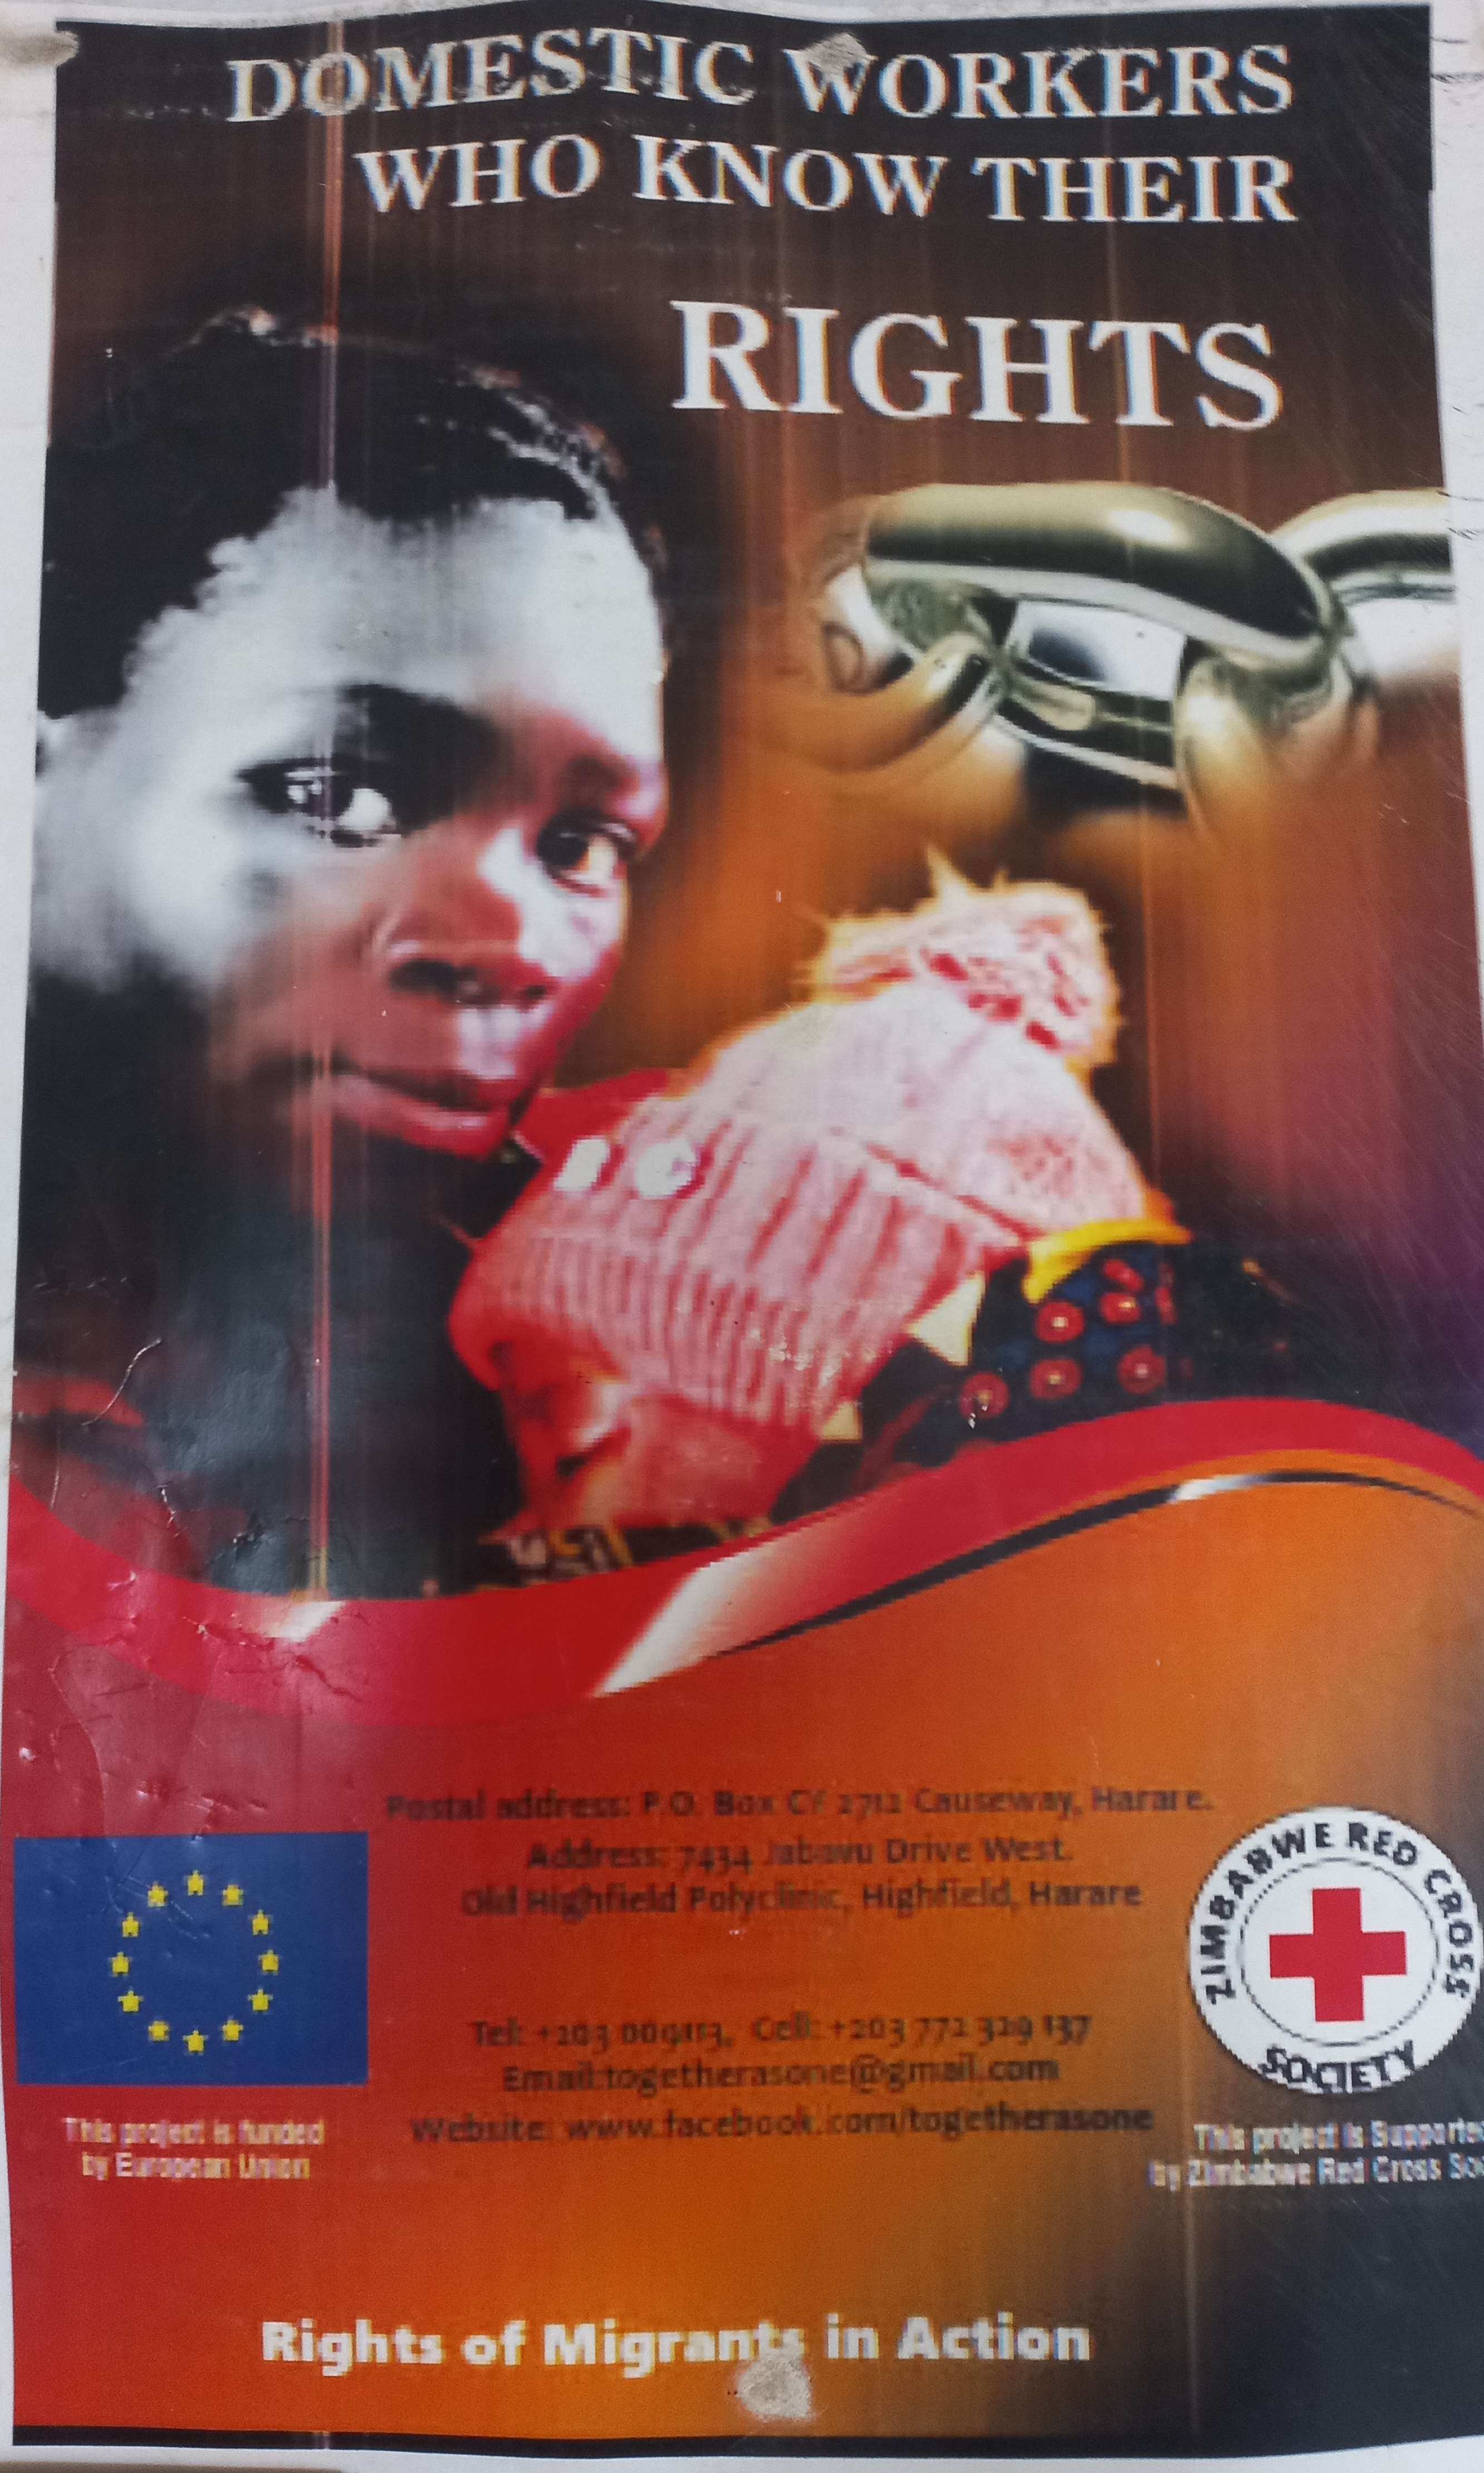 DOMESTIC WORKERS
WHO KNOW THEIR
RIGHTS
Postal address: P.O. Box CY 2712 Causeway, Harare.
Address: 7434 Jabavu Drive West.
Old Highfield Polyclinic, Highfield, Harare
Tel: +203 009113, Cell: +203 772 329 137
Email:togetherasone@gmail.com
Website: www.facebook.com/togetherasone
ZIMBABWE RED CROSS
SOCIETY
This project is funded
by European Union
This project is Supported
by Zimbabwe Red Cross
Rights of Migrants in Action